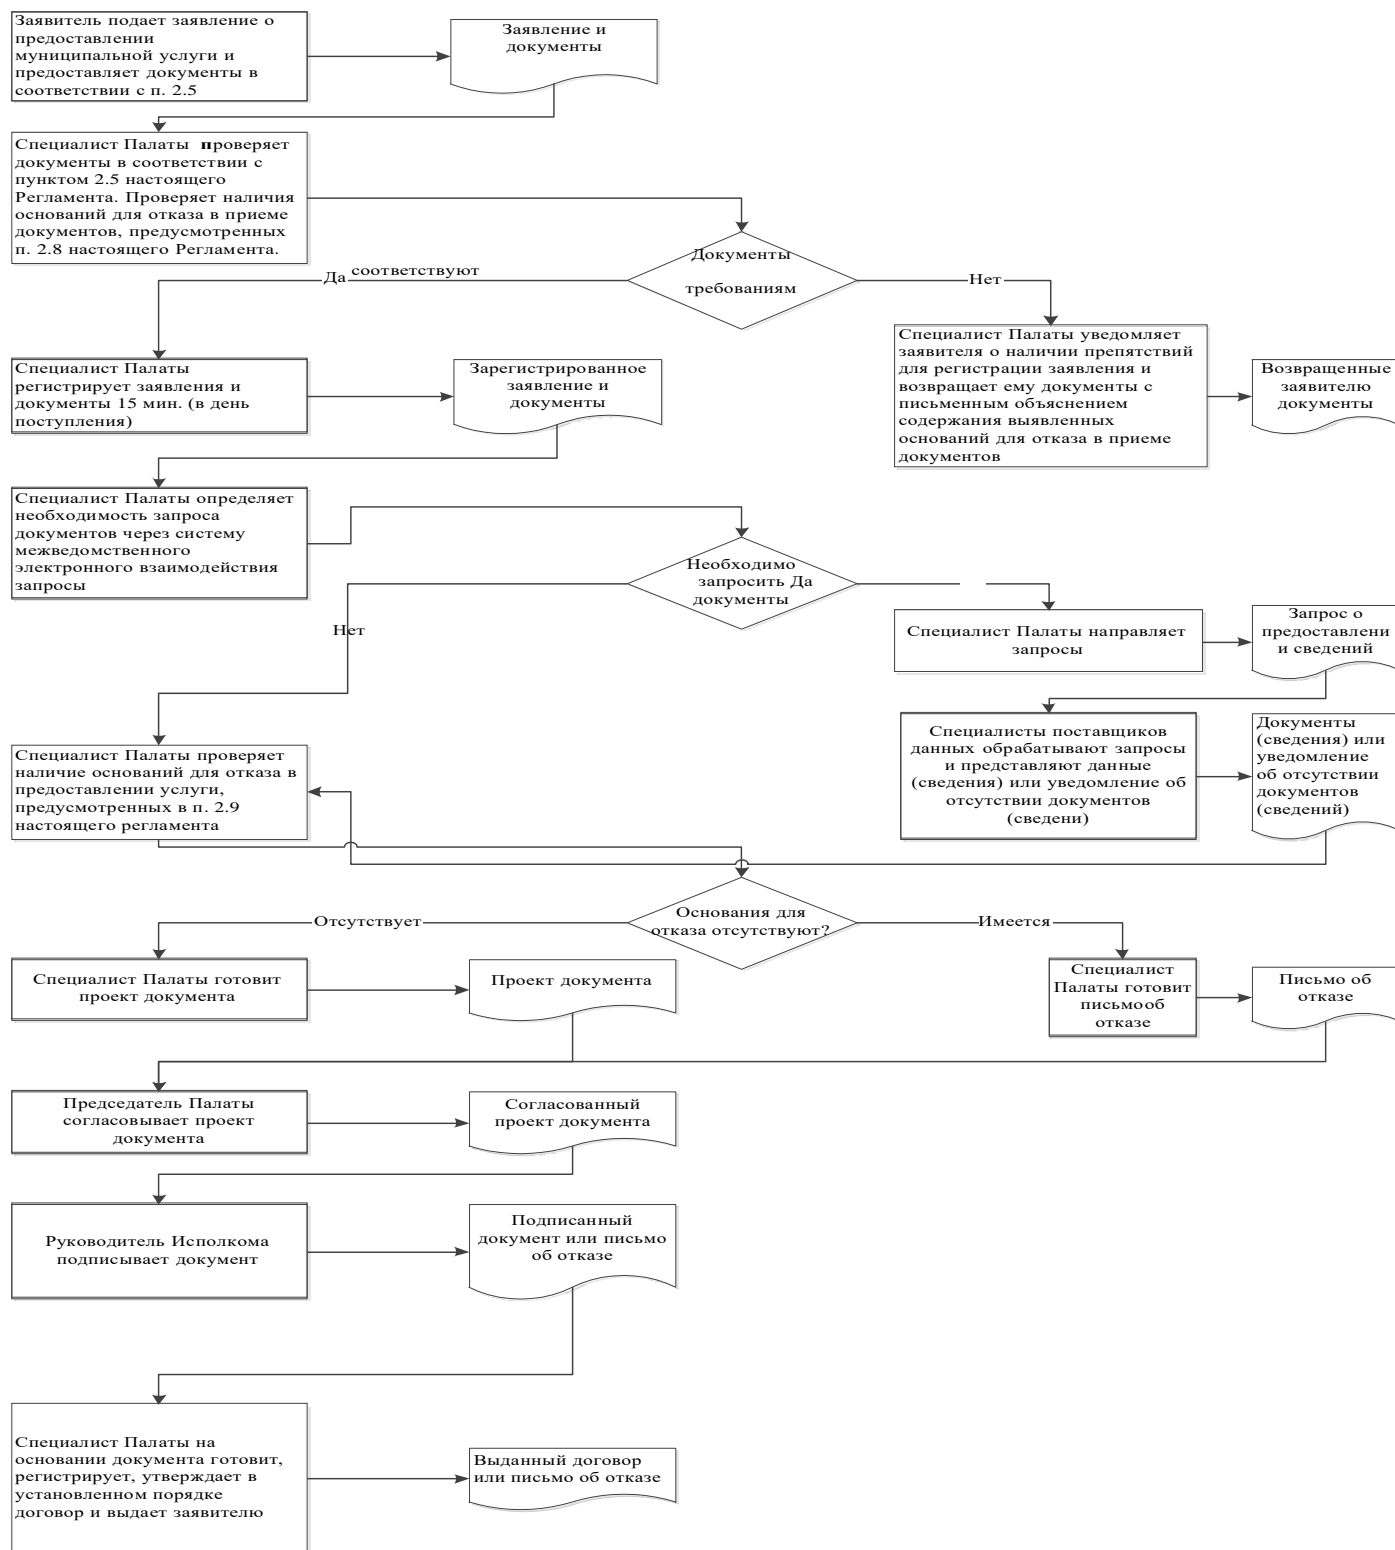 Заявитель подает заявление о
предоставлении
муниципальной услуги и
предоставляет документы в
соответствии с п. 2.5
Заявление и
документы
Специалист Палаты проверяет
документы в соответствии с
пунктом 2.5 настоящего
Регламента. Проверяет наличия
оснований для отказа в приеме
документов, предусмотренных
п. 2.8 настоящего Регламента.
Документы
требованиям
Да
соответствуют
Нет
Специалист Палаты
регистрирует заявления и
документы 15 мин. (в день
поступления)
Зарегистрированное
заявление и
документы
Специалист Палаты уведомляет
заявителя о наличии препятствий
для регистрации заявления и
возвращает ему документы с
письменным объяснением
содержания выявленных
оснований для отказа в приеме
документов
Возвращенные
заявителю
документы
Специалист Палаты определяет
необходимость запроса
документов через систему
межведомственного
электронного взаимодействия
запросы
Необходимо
запросить Да
документы
Нет
Специалист Палаты направляет
запросы
Запрос о
предоставлени
и сведений
Специалисты поставщиков
данных обрабатывают запросы
и представляют данные
(сведения) или уведомление об
отсутствии документов
(сведени)
Документы
(сведения) или
уведомление
об отсутствии
документов
(сведений)
Специалист Палаты проверяет
наличие оснований для отказа в
предоставлении услуги,
предусмотренных в п. 2.9
настоящего регламента
Основания для
отказа отсутствуют?
Отсутствует
Имеется
Специалист Палаты готовит
проект документа
Проект документа
Специалист
Палаты готовит
письмооб
отказе
Письмо об
отказе
Председатель Палаты
согласовывает проект
документа
Согласованный
проект документа
Руководитель Исполкома
подписывает документ
Подписанный
документ или письмо
об отказе
Специалист Палаты на
основании документа готовит,
регистрирует, утверждает в
установленном порядке
договор и выдает заявителю
Выданный договор
или письмо об отказе